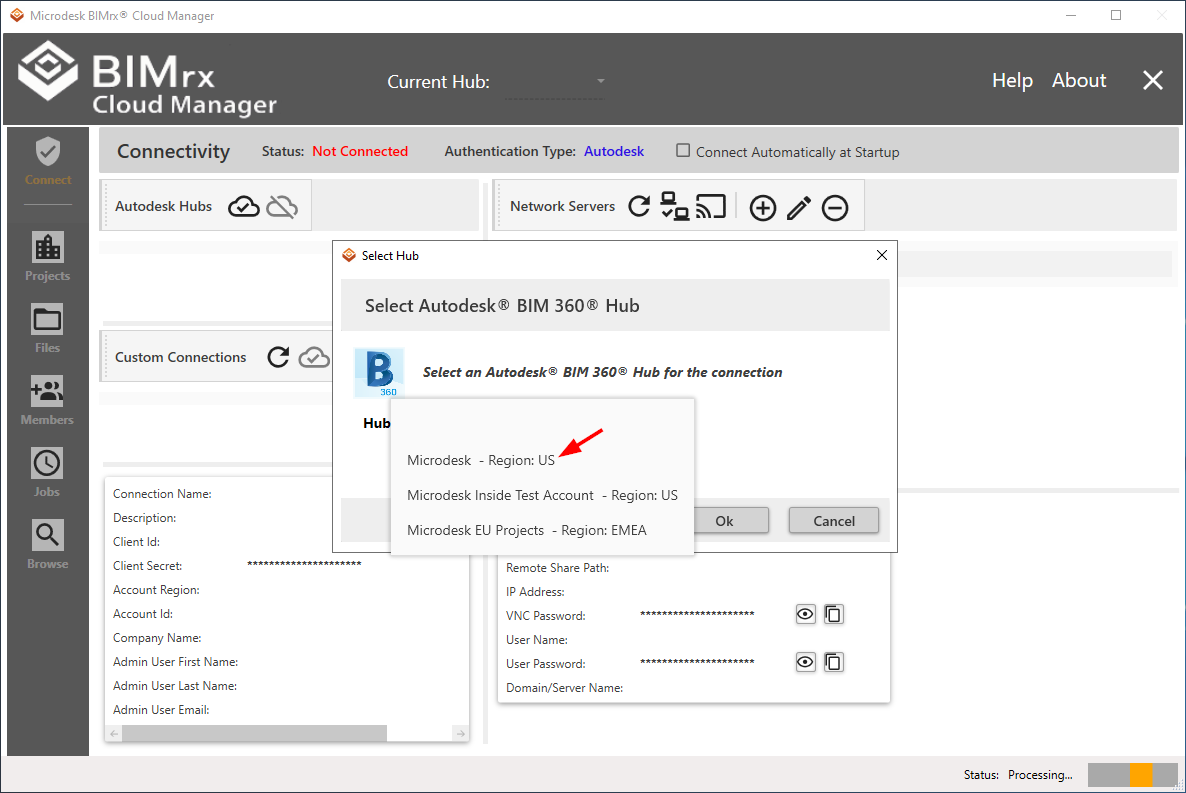 Microdesk BIMrx® Cloud Manager
BIMrx
Cloud Manager
Current Hub:
Help About
Connectivity Status: Not Connected Authentication Type: Autodesk Connect Automatically at Startup
Connect
Projects
Files
Members
Jobs
Browse
Autodesk Hubs
Network Servers
Custom Connections
Select Hub
Select Autodesk® BIM 360® Hub
B
360
Select an Autodesk® BIM 360® Hub for the connection
Hub
Microdesk - Region: US
Microdesk Inside Test Account - Region: US
Microdesk EU Projects - Region: EMEA
Ok Cancel
Connection Name:
Description:
Client Id:
Client Secret: *********************
Account Region:
Account Id:
Company Name:
Admin User First Name:
Admin User Last Name:
Admin User Email:
Remote Share Path:
IP Address:
VNC Password: *********************
User Name:
User Password: *********************
Domain/Server Name:
Status: Processing...